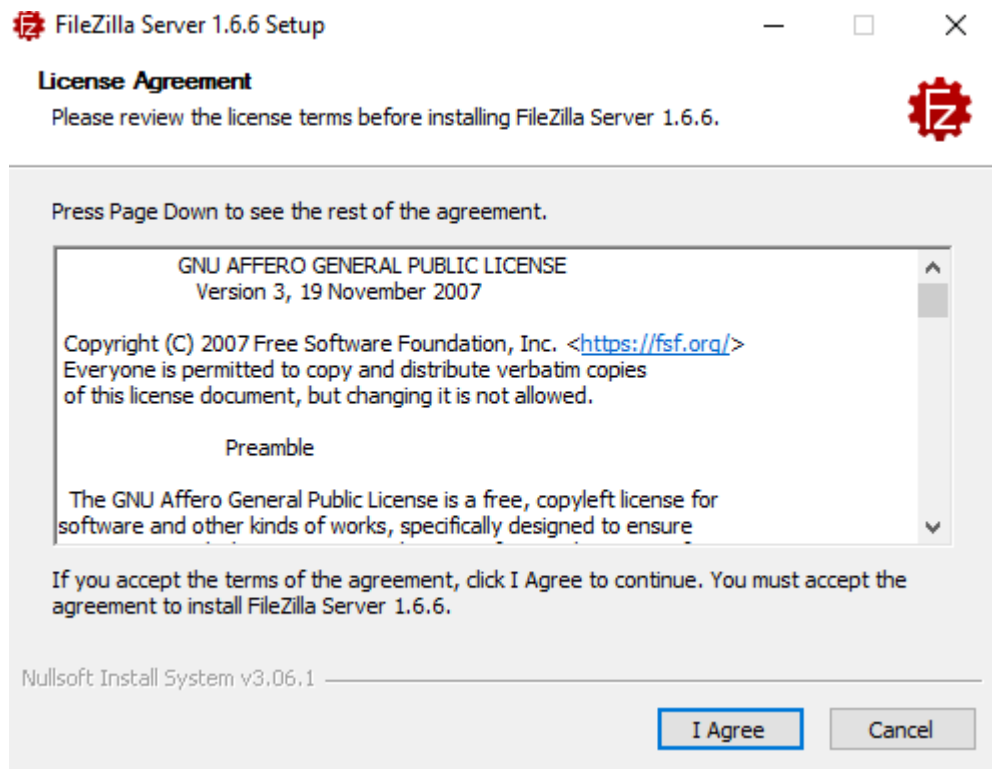 FileZilla Server 1.6.6 Setup
License Agreement
Please review the license terms before installing FileZilla Server 1.6.6.
Press Page Down to see the rest of the agreement.
GNU AFFERO GENERAL PUBLIC LICENSE
Version 3, 19 November 2007
Copyright (C) 2007 Free Software Foundation, Inc. <https://fsf.org/>
Everyone is permitted to copy and distribute verbatim copies
of this license document, but changing it is not allowed.
Preamble
The GNU Affero General Public License is a free, copyleft license for
software and other kinds of works, specifically designed to ensure
If you accept the terms of the agreement, click I Agree to continue. You must accept the
agreement to install FileZilla Server 1.6.6.
Nullsoft Install System v3.06.1
I Agree
Cancel